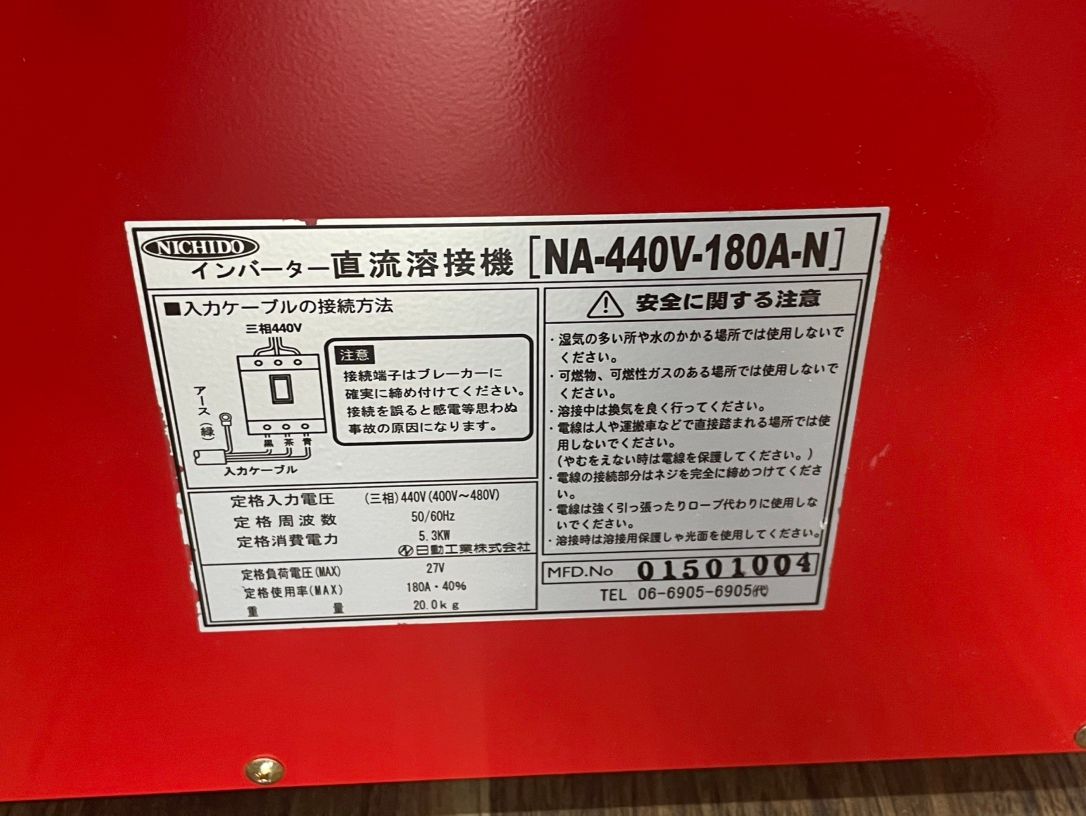 NICHIDO
インバーター直流溶接機 [NA-440V-180A-N]
■入力ケーブルの接続方法
三相440V
アース(緑)
黒 茶 青
入力ケーブル
注意
接続端子はブレーカーに
確実に締め付けてください。
接続を誤ると感電等思わぬ
事故の原因になります。
定格入力電圧 (三相)440V(400V～480V)
定格周波数 50/60Hz
定格消費電力 5.3KW
日動工業株式会社
定格負荷電圧(MAX) 27V
定格使用率(MAX) 180A・40%
重量 20.0kg
安全に関する注意
・湿気の多い所や水のかかる場所では使用しないで
ください。
・可燃物、可燃性ガスのある場所では使用しないで
ください。
・溶接中は換気を良く行ってください。
・電線は人や運搬車などで直接踏まれる場所では使
用しないでください。
(やむをえない時は電線を保護してください。)
・電線の接続部分はネジを完全に締めつけてくださ
い。
・電線は強く引っ張ったりロープ代わりに使用しな
いでください。
・溶接時は溶接用保護しゃ光面を使用してください。
MFD.No 01501004
TEL 06-6905-6905㈹